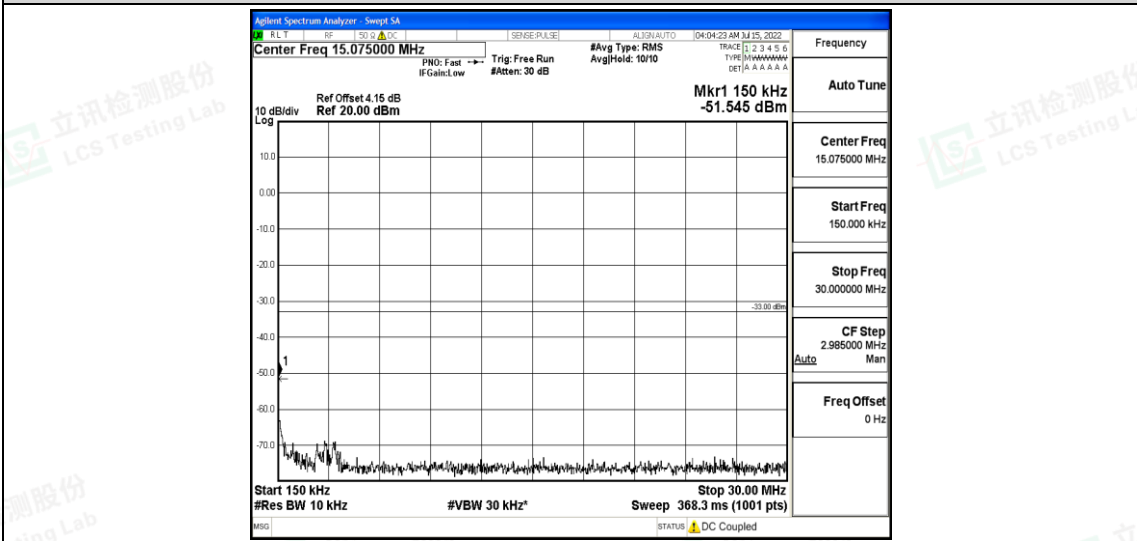 Agilent Spectrum Analyzer - Swept SA
LXI RL T RF 50 Ω DC SENSE:PULSE ALIGN AUTO 04:04:23 AM Jul 15, 2022
Center Freq 15.075000 MHz
PNO: Fast
IFGain:Low
Trig: Free Run
#Atten: 30 dB
#Avg Type: RMS
Avg|Hold: 10/10
TRACE 1 2 3 4 5 6
TYPE MWWWWW
DET A A A A A A
Mkr1 150 kHz
-51.545 dBm
Ref Offset 4.15 dB
10 dB/div Ref 20.00 dBm
Log
10.0
0.00
-10.0
-20.0
-30.0
-33.00 dBm
-40.0
1
-50.0
-60.0
-70.0
Start 150 kHz Stop 30.00 MHz
#Res BW 10 kHz #VBW 30 kHz* Sweep 368.3 ms (1001 pts)
MSG STATUS DC Coupled
Frequency
Auto Tune
Center Freq
15.075000 MHz
Start Freq
150.000 kHz
Stop Freq
30.000000 MHz
CF Step
2.985000 MHz
Auto Man
Freq Offset
0 Hz
立讯检测股份
LCS Testing Lab
立讯检测股份
LCS Testing L
测股份
ing Lab
立